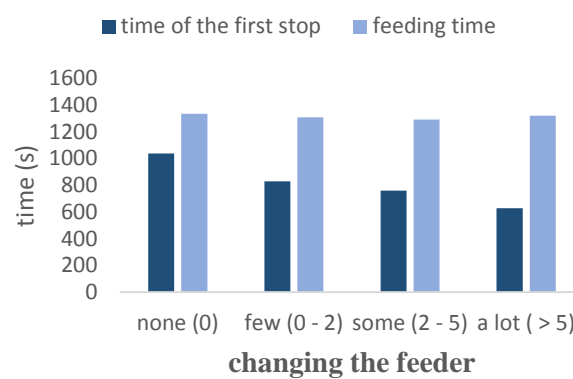 time of the first stop feeding time
1600
1400
1200
1000
800
600
400
200
0
time (s)
none (0) few (0 - 2) some (2 - 5) a lot ( > 5)
changing the feeder